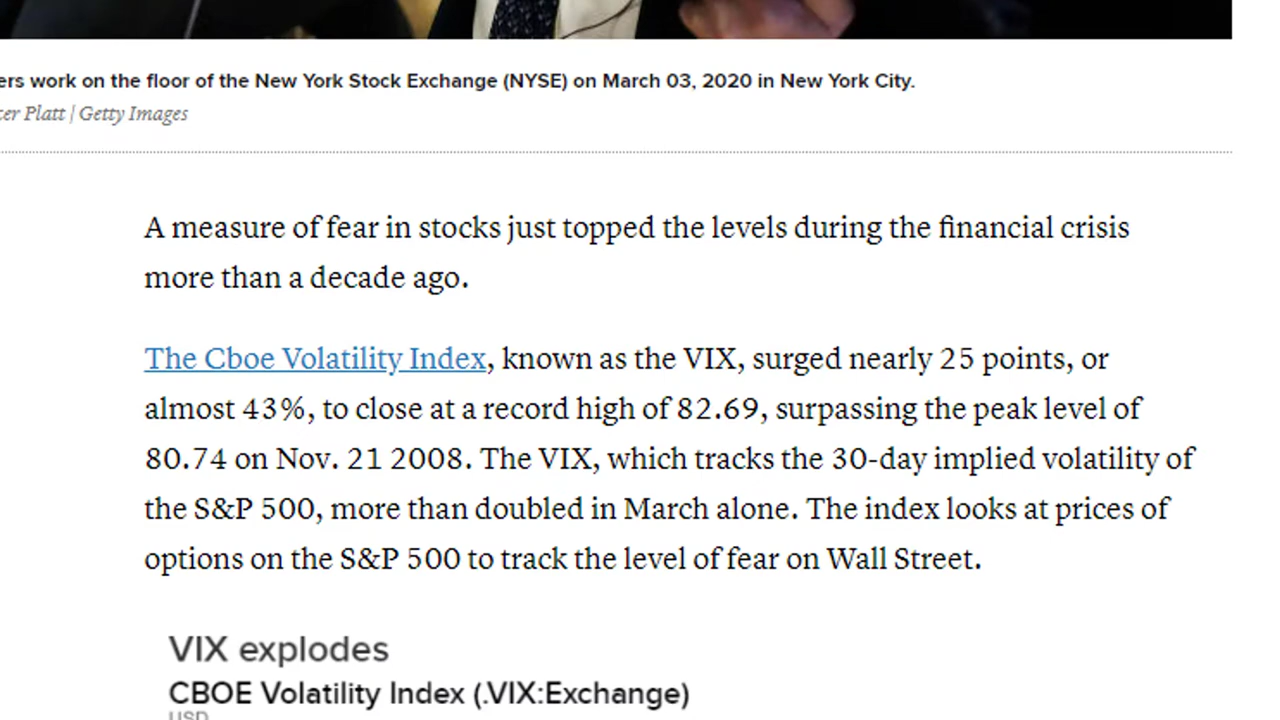 ers work on the floor of the New York Stock Exchange (NYSE) on March 03, 2020 in New York City.
cer Platt | Getty Images
A measure of fear in stocks just topped the levels during the financial crisis
more than a decade ago.
The Cboe Volatility Index, known as the VIX, surged nearly 25 points, or
almost 43%, to close at a record high of 82.69, surpassing the peak level of
80.74 on Nov. 21 2008. The VIX, which tracks the 30-day implied volatility of
the S&P 500, more than doubled in March alone. The index looks at prices of
options on the S&P 500 to track the level of fear on Wall Street.
VIX explodes
CBOE Volatility Index (.VIX:Exchange)
USD